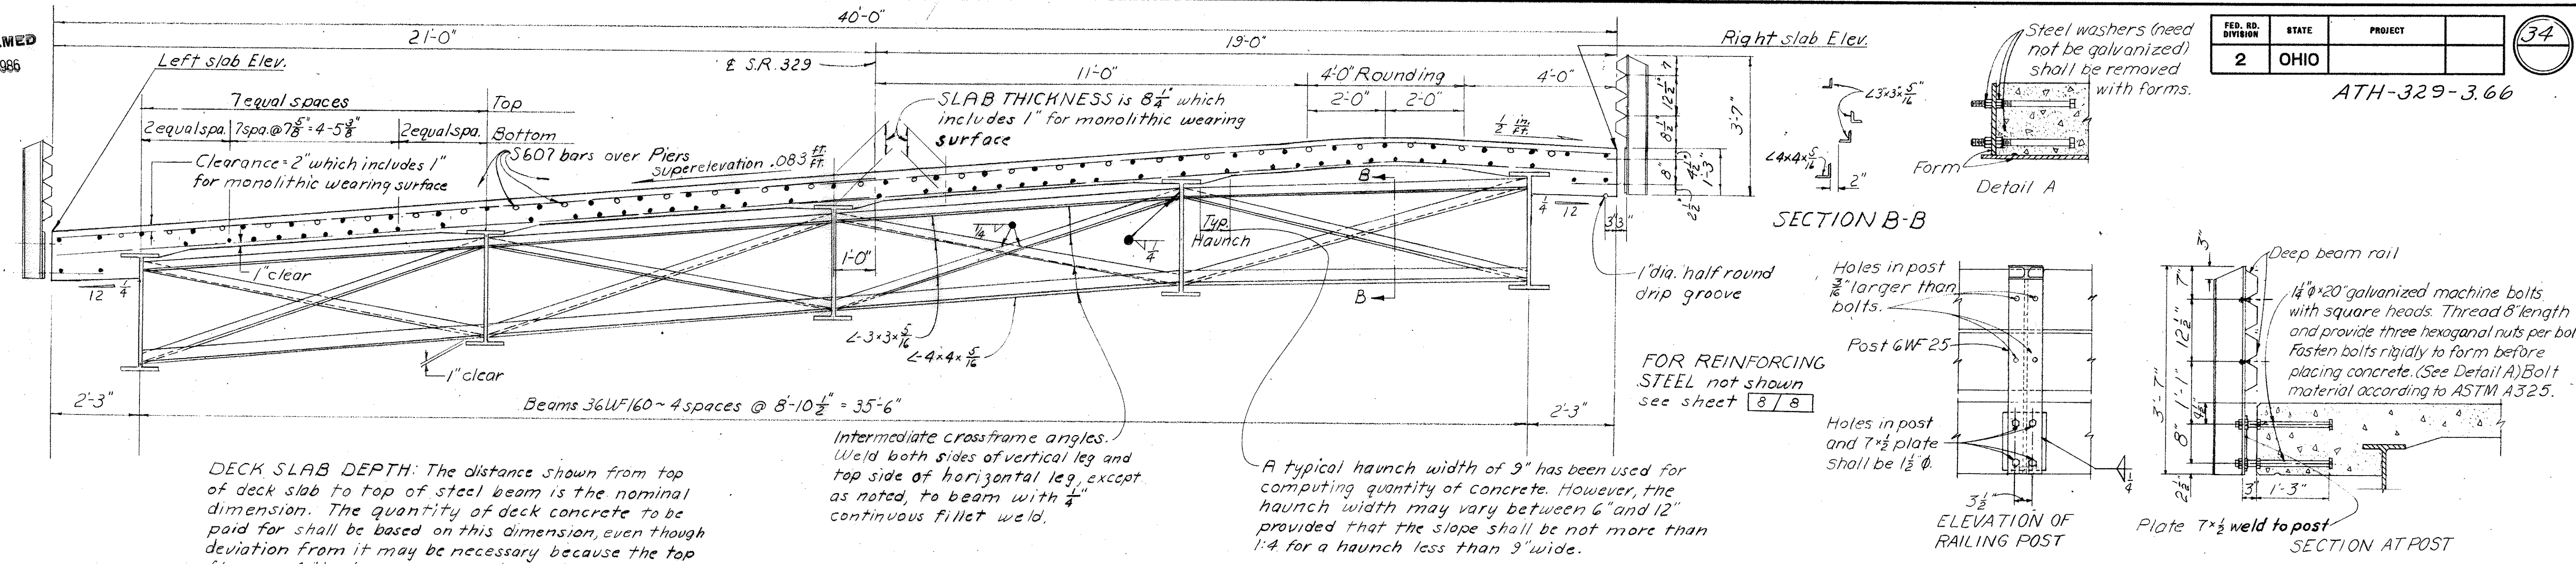 40'-0"
21'-0"
19'-0"
Left slab Elev.
℄ S.R. 329
Right slab Elev.
11'-0"
4'-0" Rounding
4'-0"
2'-0"
2'-0"
7 equal spaces
Top
2 equal spa.
7 spa. @ 7 5/8" = 4-5 3/8"
2 equal spa.
Bottom
SLAB THICKNESS is 8 1/4" which
includes 1" for monolithic wearing
surface
Clearance = 2" which includes 1"
for monolithic wearing surface
S607 bars over Piers
superelevation .083 ft./ft.
1/2 in./ft.
7"
12 1/2"
8 1/2"
8"
4 1/2"
1'-3"
2 1/2"
3'-7"
B
B
1" clear
12
1/4
1'-0"
1/4
1/4
Typ.
Haunch
1/4
12
3"
3"
1" dia. half round
drip groove
∠-3×3×5/16
∠-4×4×5/16
1" clear
2'-3"
Beams 36WF160 ~ 4 spaces @ 8'-10 1/2" = 35'-6"
2'-3"
DECK SLAB DEPTH: The distance shown from top
of deck slab to top of steel beam is the nominal
dimension. The quantity of deck concrete to be
paid for shall be based on this dimension, even though
deviation from it may be necessary because the top
Intermediate crossframe angles.
Weld both sides of vertical leg and
top side of horizontal leg, except
as noted, to beam with 1/4"
continuous fillet weld.
A typical haunch width of 9" has been used for
computing quantity of concrete. However, the
haunch width may vary between 6" and 12"
provided that the slope shall be not more than
1:4 for a haunch less than 9" wide.
∠3×3×5/16"
∠4×4×5/16"
2"
SECTION B-B
FOR REINFORCING
STEEL not shown
see sheet 8/8
Steel washers (need
not be galvanized)
shall be removed
with forms.
Form
Detail A
FED. RD.
DIVISION
STATE
PROJECT
2
OHIO
34
ATH-329-3.66
Holes in post
3/16" larger than
bolts.
Post 6WF25
Holes in post
and 7×1/2 plate
shall be 1 1/2" ϕ.
3 1/2"
1/4
ELEVATION OF
RAILING POST
3"
7"
12 1/2"
1'-1"
4 1/2"
8"
2 1/2"
3'-7"
3"
1'-3"
Deep beam rail
1 1/4" ϕ × 20" galvanized machine bolts
with square heads. Thread 8" length
and provide three hexagonal nuts per bol
Fasten bolts rigidly to form before
placing concrete. (See Detail A) Bolt
material according to ASTM A325.
Plate 7×1/2 weld to post
SECTION AT POST